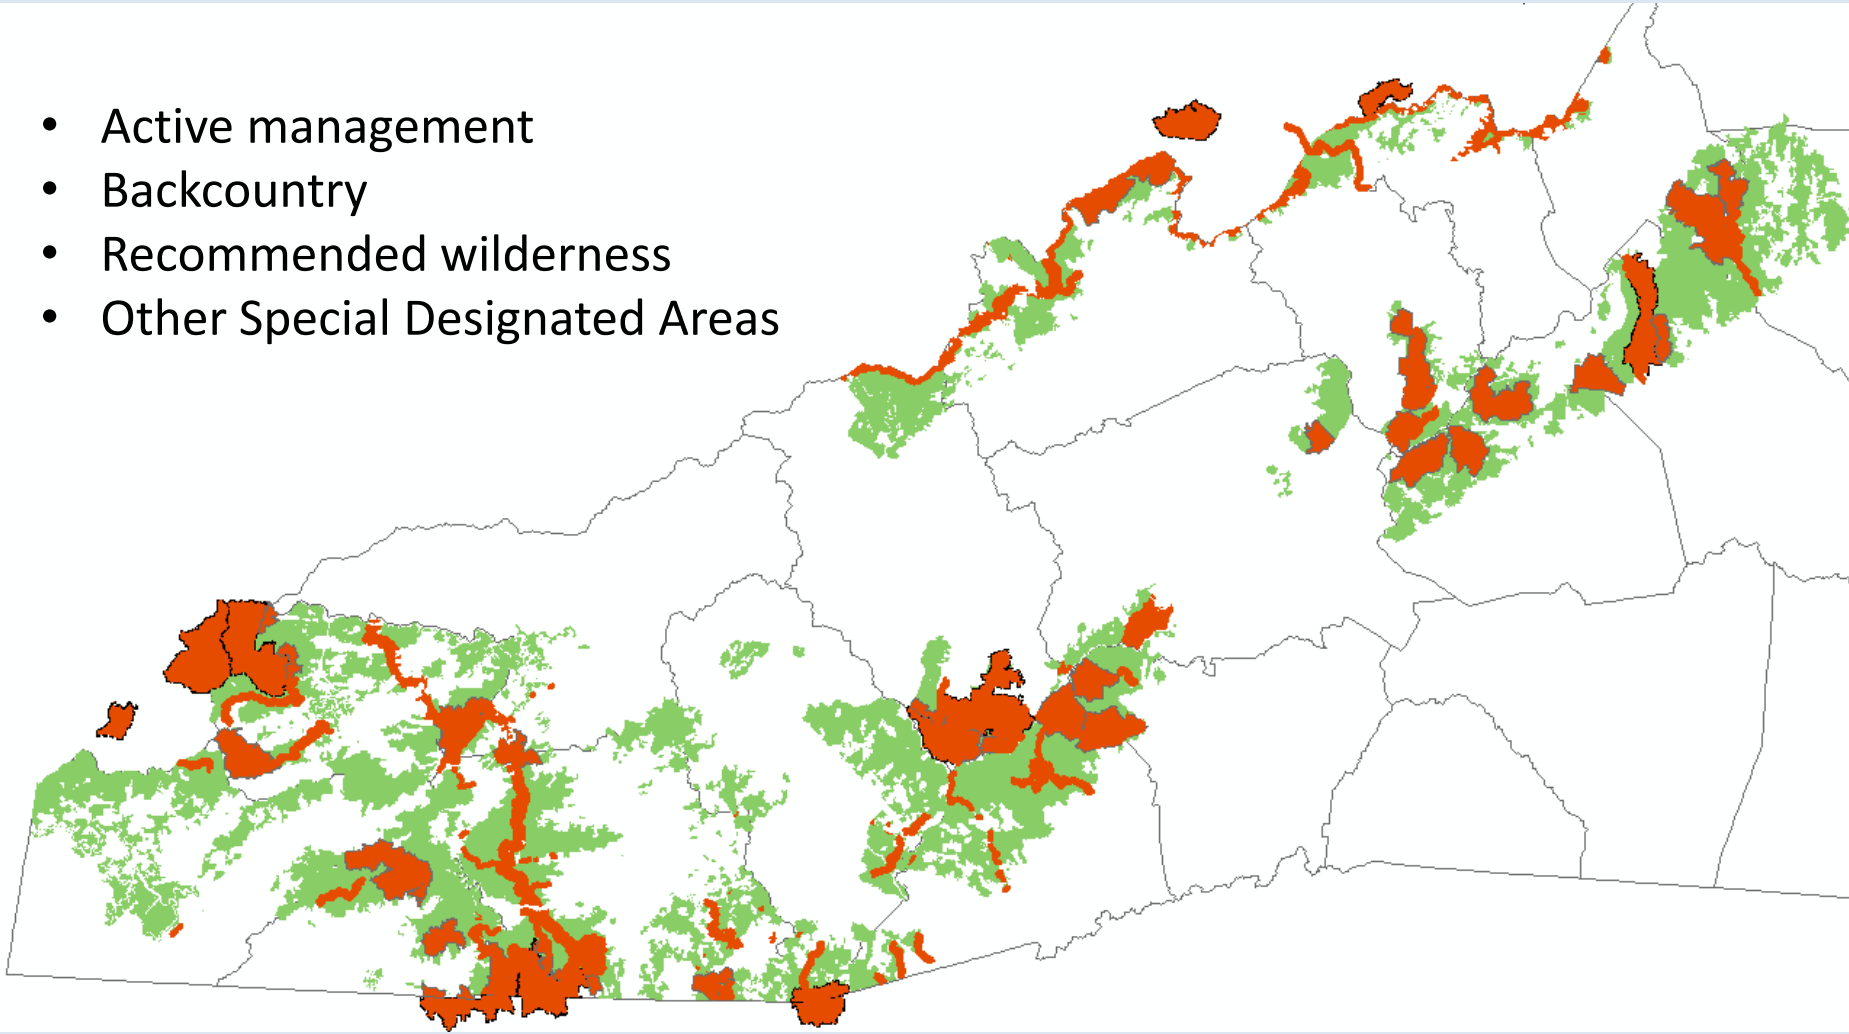 • Active management
• Backcountry
• Recommended wilderness
• Other Special Designated Areas